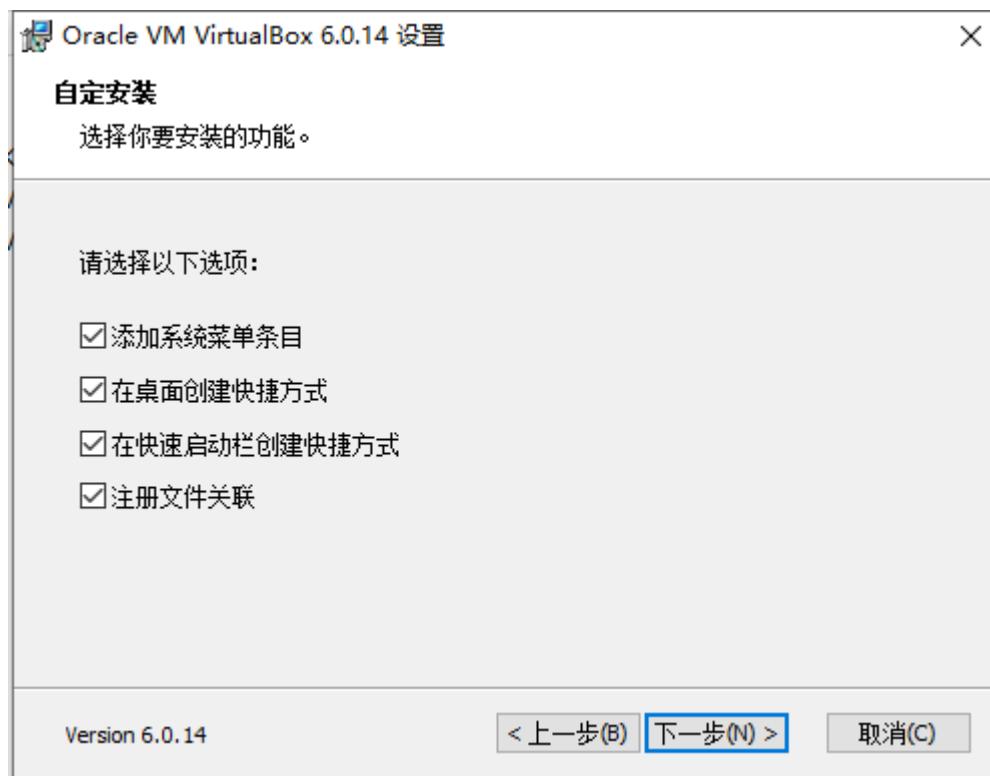 Oracle VM VirtualBox 6.0.14 设置
自定安装
选择你要安装的功能。
请选择以下选项:
添加系统菜单条目
在桌面创建快捷方式
在快速启动栏创建快捷方式
注册文件关联
Version 6.0.14
< 上一步(B) 下一步(N) > 取消(C)